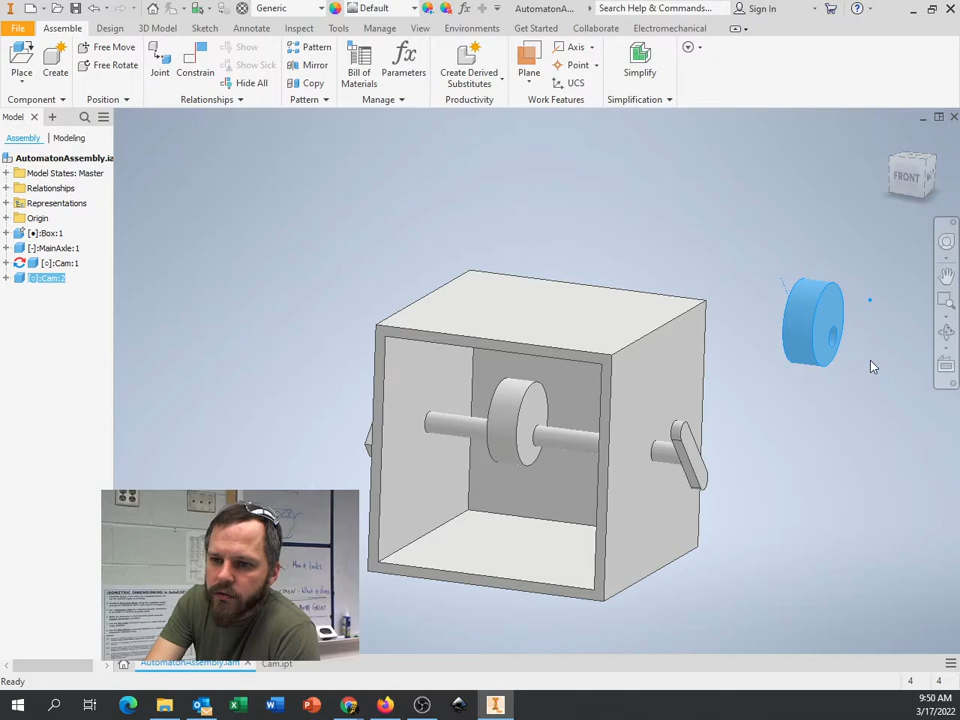 Generic
Default
AutomatonA...
Search Help & Commands...
Sign In
File
Assemble
Design
3D Model
Sketch
Annotate
Inspect
Tools
Manage
View
Environments
Get Started
Collaborate
Electromechanical
Place
Create
Free Move
Free Rotate
Joint
Constrain
Show
Show Sick
Hide All
Pattern
Mirror
Copy
Bill of
Materials
Parameters
Create Derived
Substitutes
Plane
Axis
Point
UCS
Simplify
Component
Position
Relationships
Pattern
Manage
Productivity
Work Features
Simplification
Model
Assembly
Modeling
AutomatonAssembly.ia
Model States: Master
Relationships
Representations
Origin
[●]:Box:1
[-]:MainAxle:1
[○]:Cam:1
[○]:Cam:2
FRONT
AutomatonAssembly.iam
Cam.ipt
Ready
4
4
9:50 AM
3/17/2022